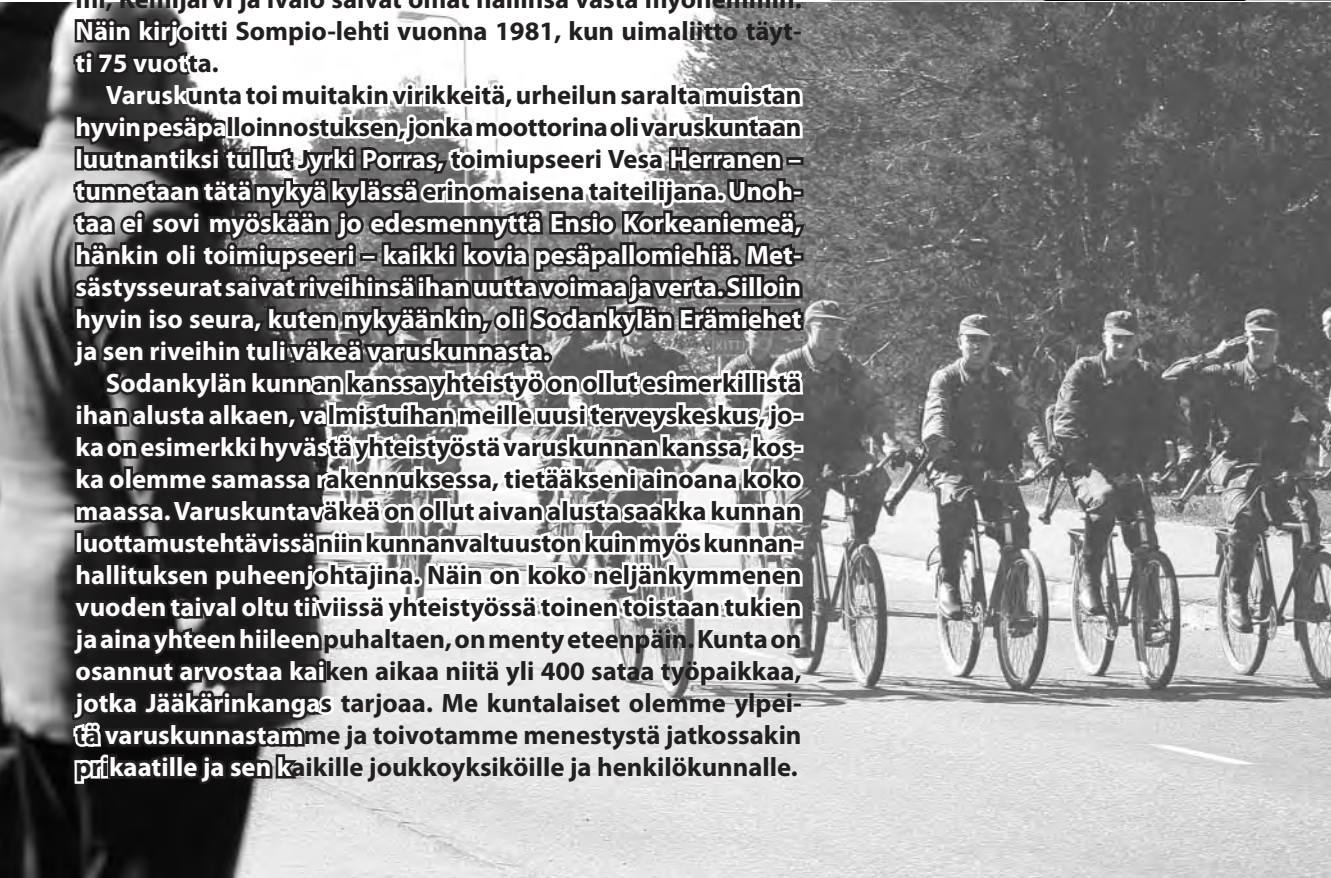 mi, Kemijärvi ja Ivalo saivat omat hallinsa vasta myöhemmin.
Näin kirjoitti Sompio-lehti vuonna 1981, kun uimaliitto täyt-
ti 75 vuotta.
Varuskunta toi muitakin virikkeitä, urheilun saralta muistan
hyvin pesäpalloinnostuksen, jonka moottorina oli varuskuntaan
luutnantiksi tullut Jyrki Porras, toimiupseeri Vesa Herranen –
tunnetaan tätä nykyä kylässä erinomaisena taiteilijana. Unoh-
taa ei sovi myöskään jo edesmennyttä Ensio Korkeaniemeä,
hänkin oli toimiupseeri – kaikki kovia pesäpallomiehiä. Met-
sästysseurat saivat riveihinsä ihan uutta voimaa ja verta. Silloin
hyvin iso seura, kuten nykyäänkin, oli Sodankylän Erämiehet
ja sen riveihin tuli väkeä varuskunnasta.
Sodankylän kunnan kanssa yhteistyö on ollut esimerkillistä
ihan alusta alkaen, valmistuihan meille uusi terveyskeskus, jo-
ka on esimerkki hyvästä yhteistyöstä varuskunnan kanssa, kos-
ka olemme samassa rakennuksessa, tietääkseni ainoana koko
maassa. Varuskuntaväkeä on ollut aivan alusta saakka kunnan
luottamustehtävissä niin kunnanvaltuuston kuin myös kunnan-
hallituksen puheenjohtajina. Näin on koko neljänkymmenen
vuoden taival oltu tiiviissä yhteistyössä toinen toistaan tukien
ja aina yhteen hiileen puhaltaen, on menty eteenpäin. Kunta on
osannut arvostaa kaiken aikaa niitä yli 400 sataa työpaikkaa,
jotka Jääkärinkangas tarjoaa. Me kuntalaiset olemme ylpei-
tä varuskunnastamme ja toivotamme menestystä jatkossakin
prikaatille ja sen kaikille joukkoyksiköille ja henkilökunnalle.